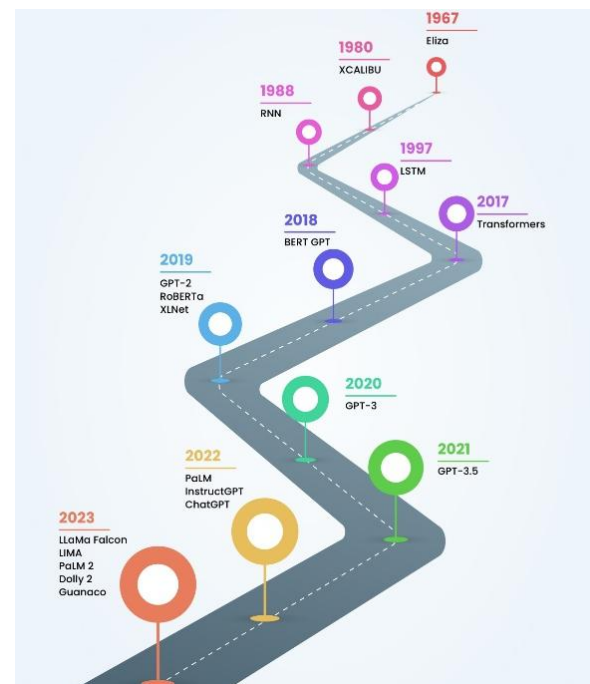 1967
Eliza
1980
XCALIBU
1988
RNN
1997
LSTM
2017
Transformers
2018
BERT GPT
2019
GPT-2
RoBERTa
XLNet
2020
GPT-3
2021
GPT-3.5
2022
PaLM
InstructGPT
ChatGPT
2023
LLaMa Falcon
LIMA
PaLM 2
Dolly 2
Guanaco